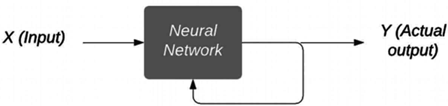 X (Input)
Neural
Network
Y (Actual
output)